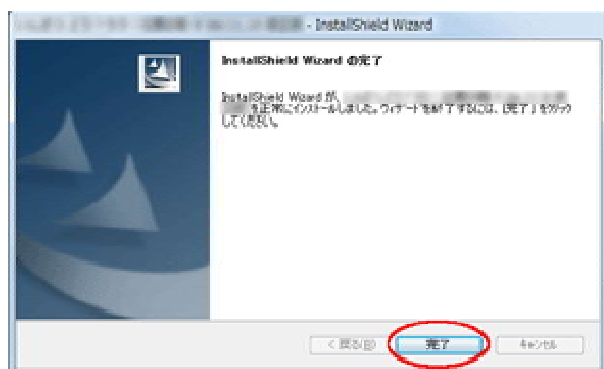 - InstallShield Wizard
InstallShield Wizard の完了
InstallShield Wizard が、
を正常にインストールしました。ウィザードを終了するには、[完了] をクリック
してください。
< 戻る(B)
完了
キャンセル